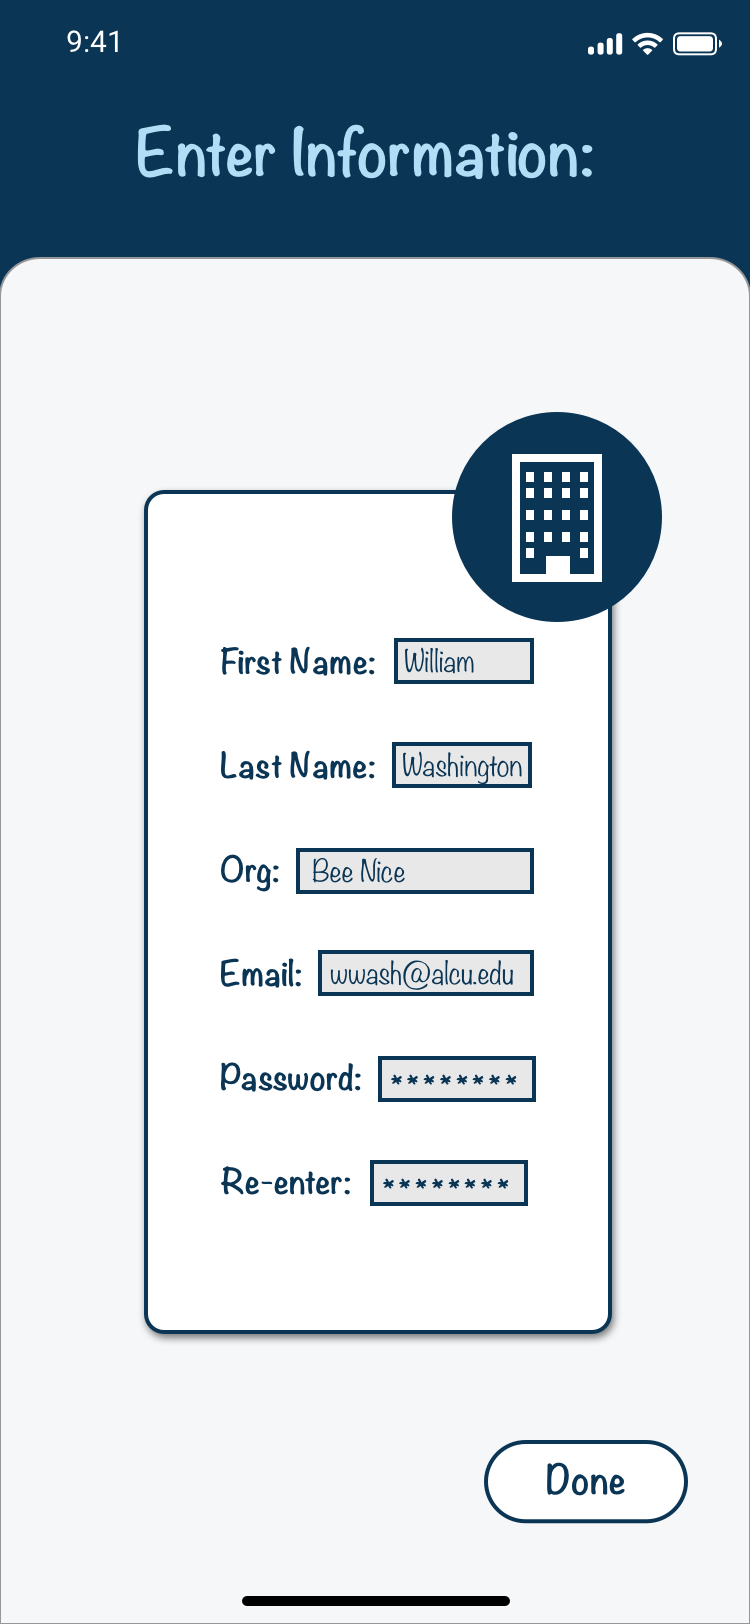 9:41
Enter Information:
First Name: William
Last Name: Washington
Org: Bee Nice
Email: wwash@alcu.edu
Password: ********
Re-enter: ********
Done